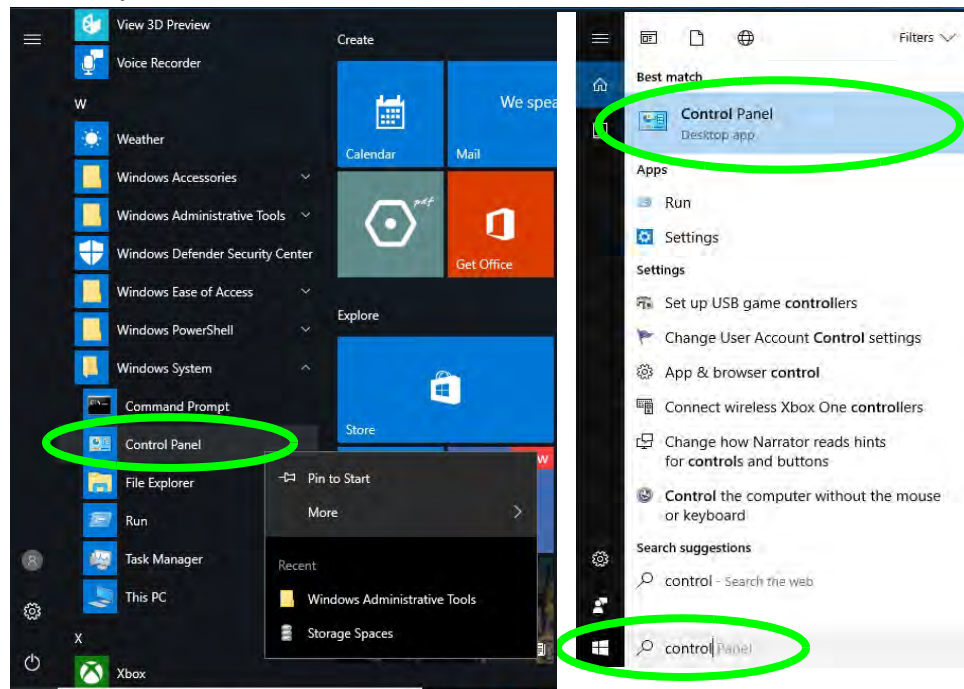 View 3D Preview
Voice Recorder
W
Weather
Windows Accessories
Windows Administrative Tools
Windows Defender Security Center
Windows Ease of Access
Windows PowerShell
Windows System
Command Prompt
Control Panel
File Explorer
Run
Task Manager
This PC
X
Xbox
Create
We spea
Calendar
Mail
pdf
Get Office
Explore
Store
W
Pin to Start
More
Recent
Windows Administrative Tools
Storage Spaces
Filters
Best match
Control Panel
Desktop app
Apps
Run
Settings
Settings
Set up USB game controllers
Change User Account Control settings
App & browser control
Connect wireless Xbox One controllers
Change how Narrator reads hints
for controls and buttons
Control the computer without the mouse
or keyboard
Search suggestions
control - Search the web
control Panel